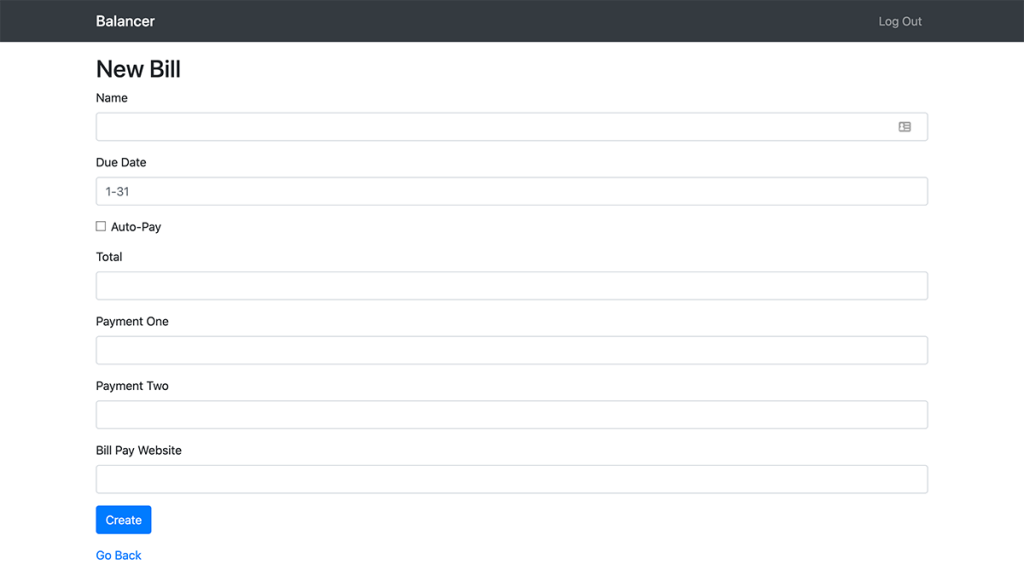 Balancer Log Out
New Bill
Name
Due Date
1-31
Auto-Pay
Total
Payment One
Payment Two
Bill Pay Website
Create
Go Back